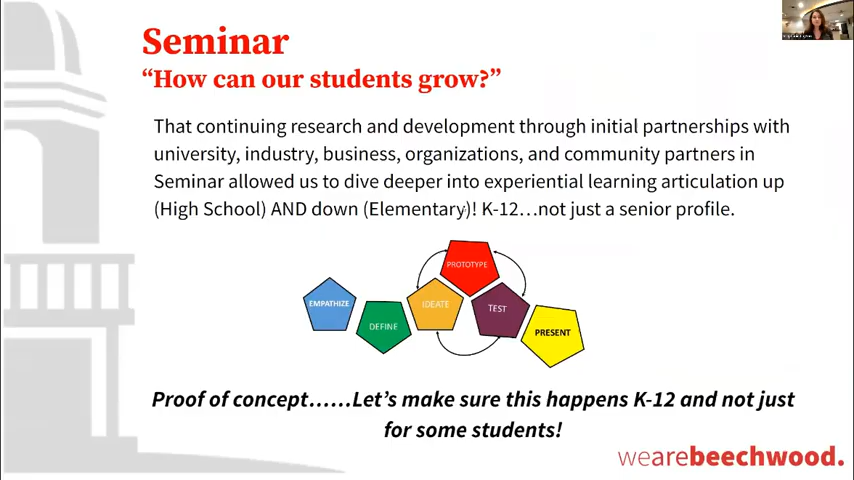 Seminar
“How can our students grow?”
That continuing research and development through initial partnerships with
university, industry, business, organizations, and community partners in
Seminar allowed us to dive deeper into experiential learning articulation up
(High School) AND down (Elementary)! K-12…not just a senior profile.
PROTOTYPE
EMPATHIZE
IDEATE
TEST
DEFINE
PRESENT
Proof of concept……Let’s make sure this happens K-12 and not just
for some students!
wearebeechwood.